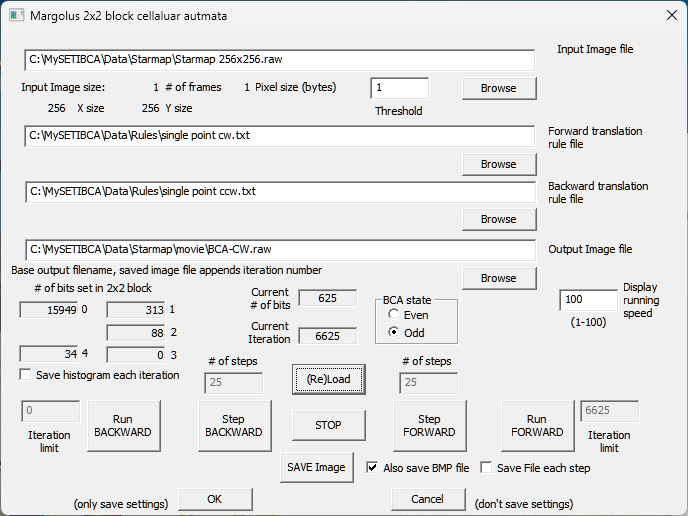 Margolus 2x2 block cellaluar autmata
C:\MySETIBCA\Data\Starmap\Starmap 256x256.raw
Input Image file
Input Image size: 1 # of frames 1 Pixel size (bytes) 1 Browse
256 X size 256 Y size Threshold
C:\MySETIBCA\Data\Rules\single point cw.txt
Forward translation
rule file
Browse
C:\MySETIBCA\Data\Rules\single point ccw.txt
Backward translation
rule file
Browse
C:\MySETIBCA\Data\Starmap\movie\BCA-CW.raw
Output Image file
Base output filename, saved image file appends iteration number
Browse
# of bits set in 2x2 block
15949 0 313 1
88 2
34 4 0 3
Current
# of bits
625
Current
Iteration
6625
BCA state
Even
Odd
100
(1-100)
Display
running
speed
Save histogram each iteration
# of steps
25
(Re)Load
# of steps
25
0
Iteration
limit
Run
BACKWARD
Step
BACKWARD
STOP
Step
FORWARD
Run
FORWARD
6625
Iteration
limit
SAVE Image
Also save BMP file
Save File each step
(only save settings)
OK
Cancel
(don't save settings)